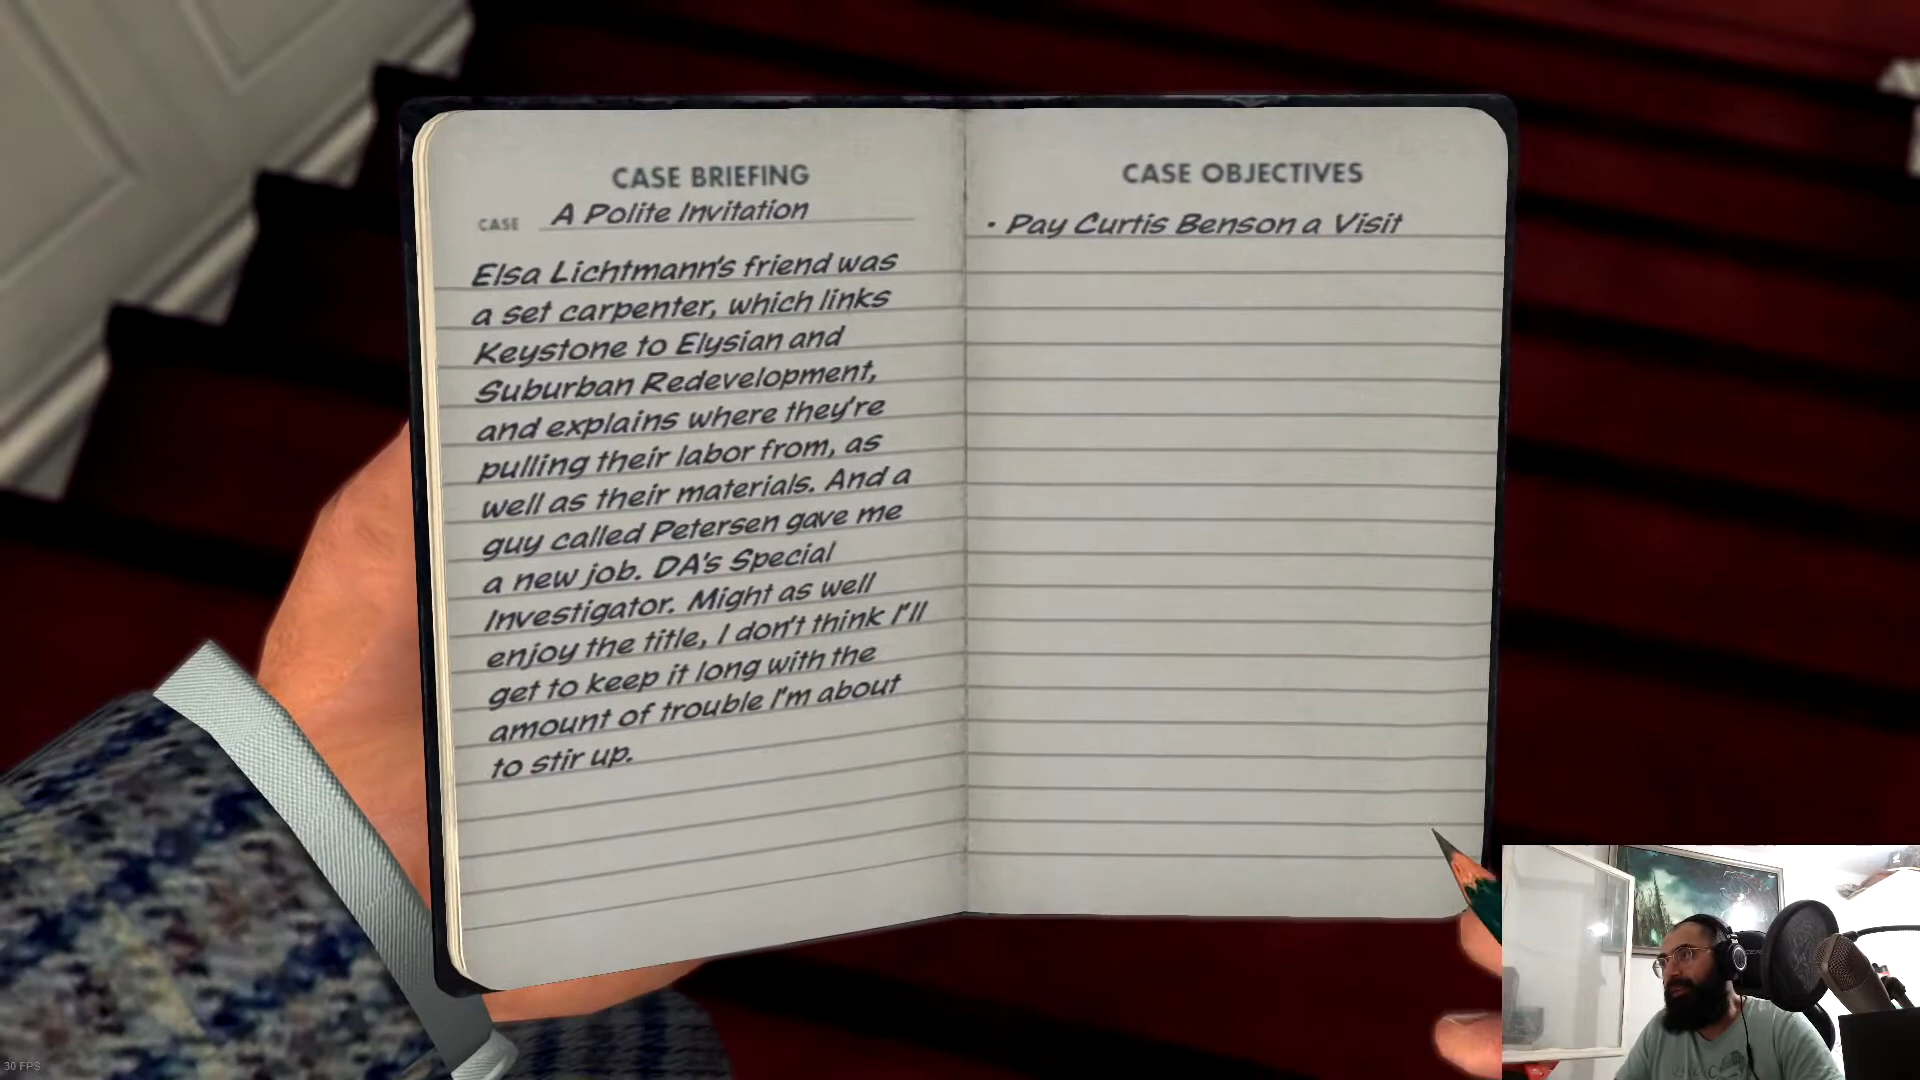 CASE BRIEFING
CASE A Polite Invitation
Elsa Lichtmann's friend was
a set carpenter, which links
Keystone to Elysian and
Suburban Redevelopment,
and explains where they're
pulling their labor from, as
well as their materials. And a
guy called Petersen gave me
a new job. DA's Special
Investigator. Might as well
enjoy the title, I don't think I'll
get to keep it long with the
amount of trouble I'm about
to stir up.
CASE OBJECTIVES
· Pay Curtis Benson a Visit
30 FPS